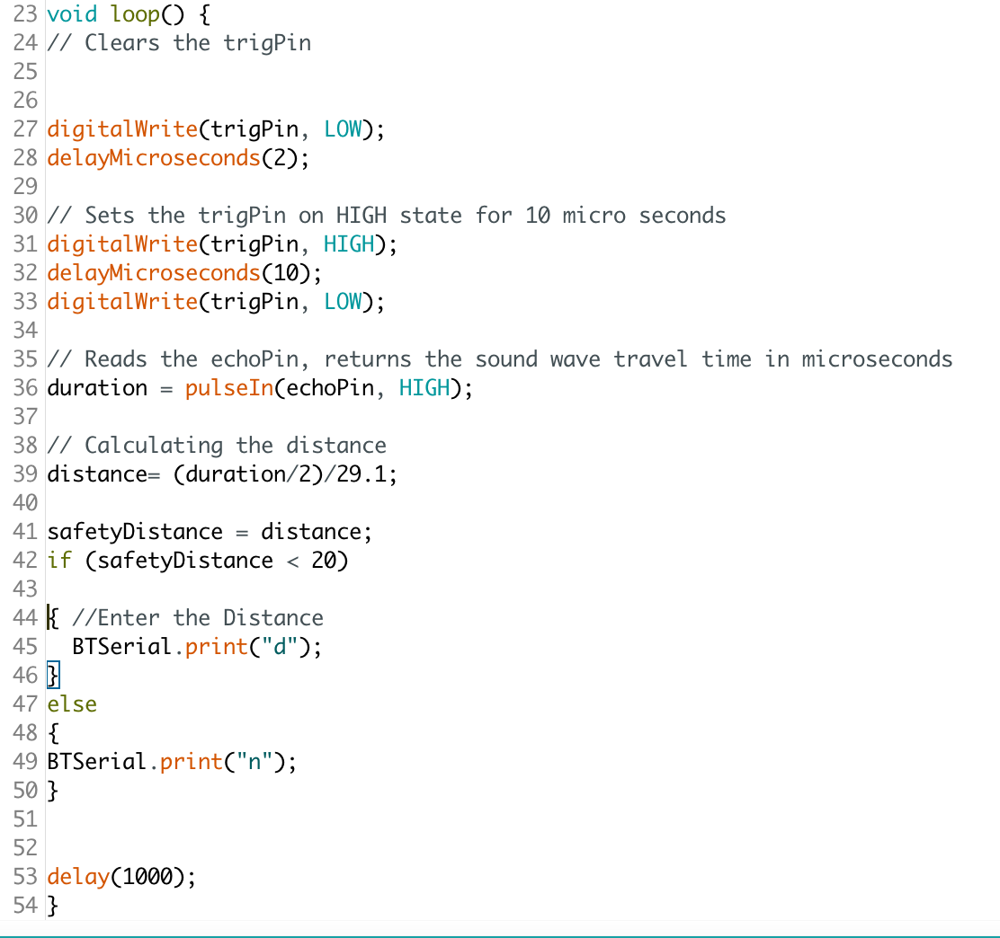 23 void loop() {
24 // Clears the trigPin
25
26
27 digitalWrite(trigPin, LOW);
28 delayMicroseconds(2);
29
30 // Sets the trigPin on HIGH state for 10 micro seconds
31 digitalWrite(trigPin, HIGH);
32 delayMicroseconds(10);
33 digitalWrite(trigPin, LOW);
34
35 // Reads the echoPin, returns the sound wave travel time in microseconds
36 duration = pulseIn(echoPin, HIGH);
37
38 // Calculating the distance
39 distance= (duration/2)/29.1;
40
41 safetyDistance = distance;
42 if (safetyDistance < 20)
43
44 { //Enter the Distance
45   BTSerial.print("d");
46 }
47 else
48 {
49 BTSerial.print("n");
50 }
51
52
53 delay(1000);
54 }